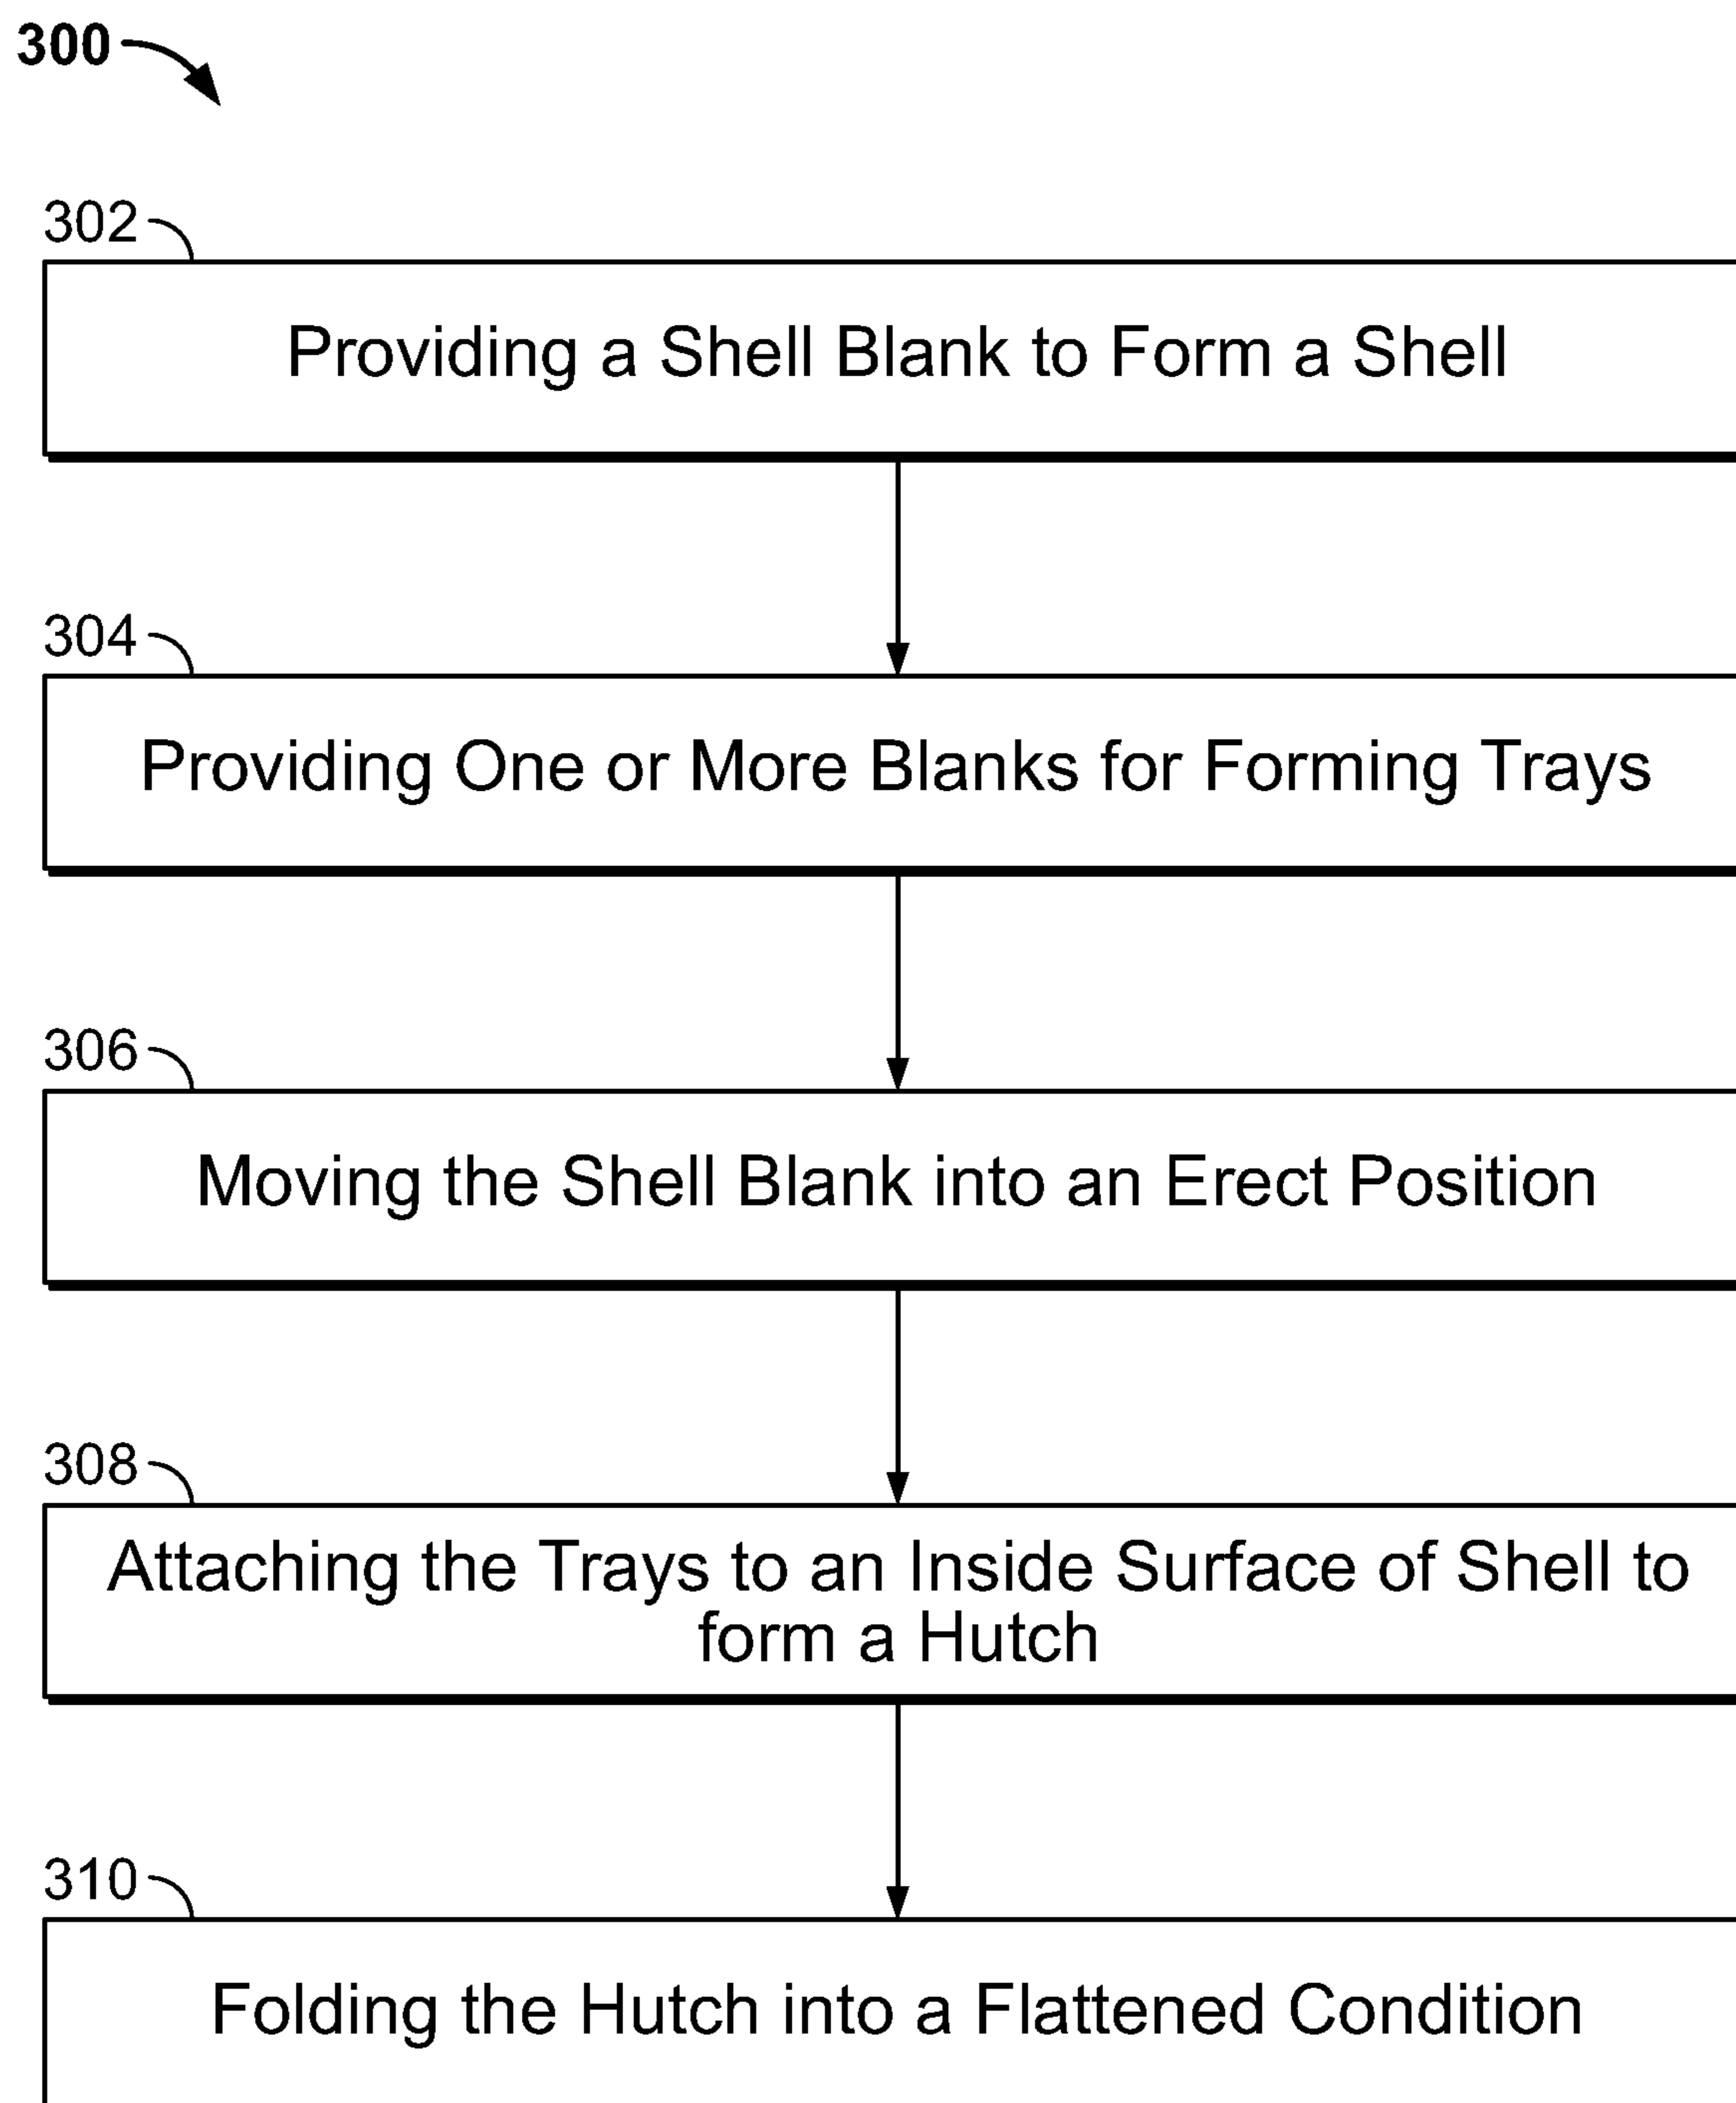 300
302
Providing a Shell Blank to Form a Shell
304
Providing One or More Blanks for Forming Trays
306
Moving the Shell Blank into an Erect Position
308
Attaching the Trays to an Inside Surface of Shell to
form a Hutch
310
Folding the Hutch into a Flattened Condition